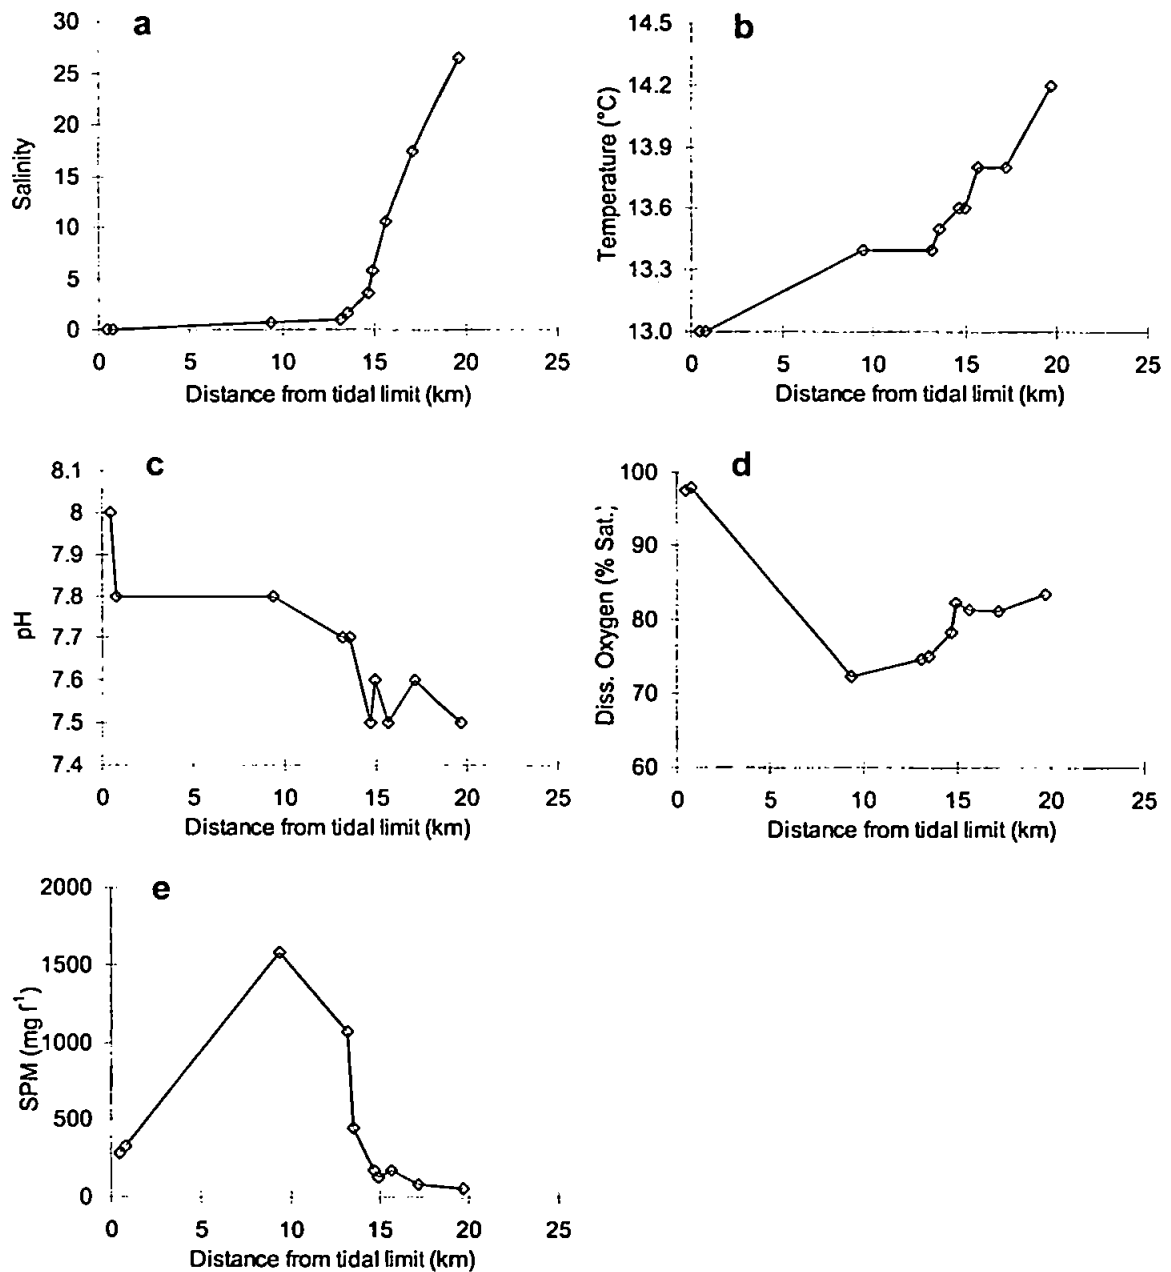 a
30
25
20
15
10
5
0
Salinity
0 5 10 15 20 25
Distance from tidal limit (km)
b
14.5
14.2
13.9
13.6
13.3
13.0
Temperature (°C)
0 5 10 15 20 25
Distance from tidal limit (km)
c
8.1
8
7.9
7.8
7.7
7.6
7.5
7.4
pH
0 5 10 15 20 25
Distance from tidal limit (km)
d
100
90
80
70
60
Diss. Oxygen (% Sat.)
0 5 10 15 20 25
Distance from tidal limit (km)
e
2000
1500
1000
500
0
SPM (mg l⁻¹)
0 5 10 15 20 25
Distance from tidal limit (km)